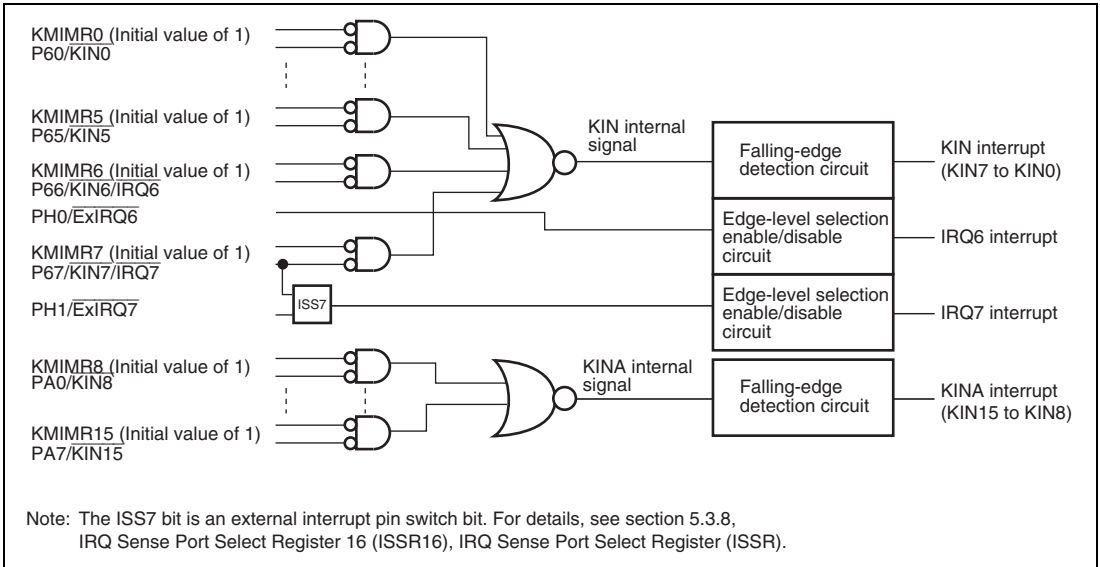 KMIMR0 (Initial value of 1)
P60/KIN0
KMIMR5 (Initial value of 1)
P65/KIN5
KMIMR6 (Initial value of 1)
P66/KIN6/IRQ6
PH0/ExIRQ6
KMIMR7 (Initial value of 1)
P67/KIN7/IRQ7
PH1/ExIRQ7
ISS7
KMIMR8 (Initial value of 1)
PA0/KIN8
KMIMR15 (Initial value of 1)
PA7/KIN15
KIN internal
signal
KINA internal
signal
Falling-edge
detection circuit
Edge-level selection
enable/disable
circuit
Edge-level selection
enable/disable
circuit
Falling-edge
detection circuit
KIN interrupt
(KIN7 to KIN0)
IRQ6 interrupt
IRQ7 interrupt
KINA interrupt
(KIN15 to KIN8)
Note: The ISS7 bit is an external interrupt pin switch bit. For details, see section 5.3.8,
IRQ Sense Port Select Register 16 (ISSR16), IRQ Sense Port Select Register (ISSR).